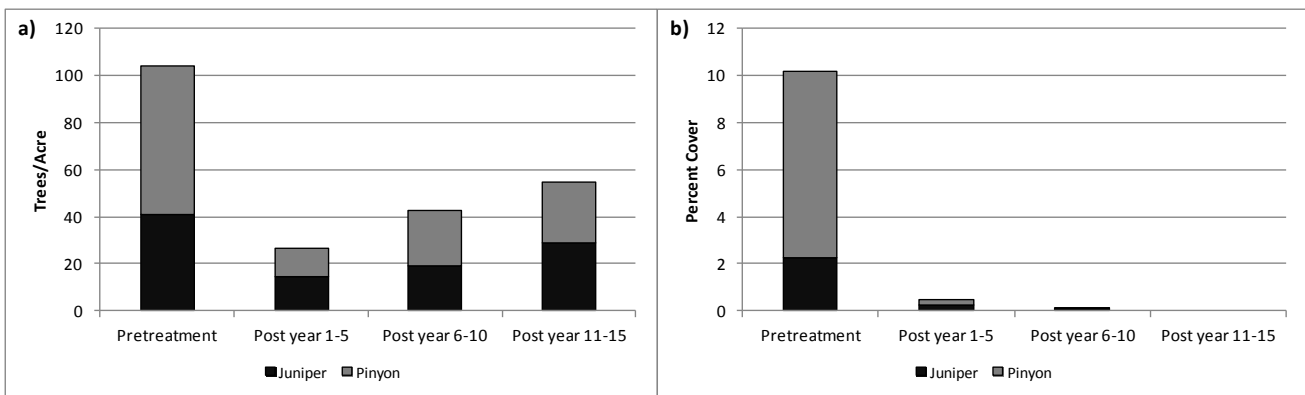 a)
Trees/Acre
120
100
80
60
40
20
0
Pretreatment Post year 1-5 Post year 6-10 Post year 11-15
Juniper Pinyon
b)
Percent Cover
12
10
8
6
4
2
0
Pretreatment Post year 1-5 Post year 6-10 Post year 11-15
Juniper Pinyon